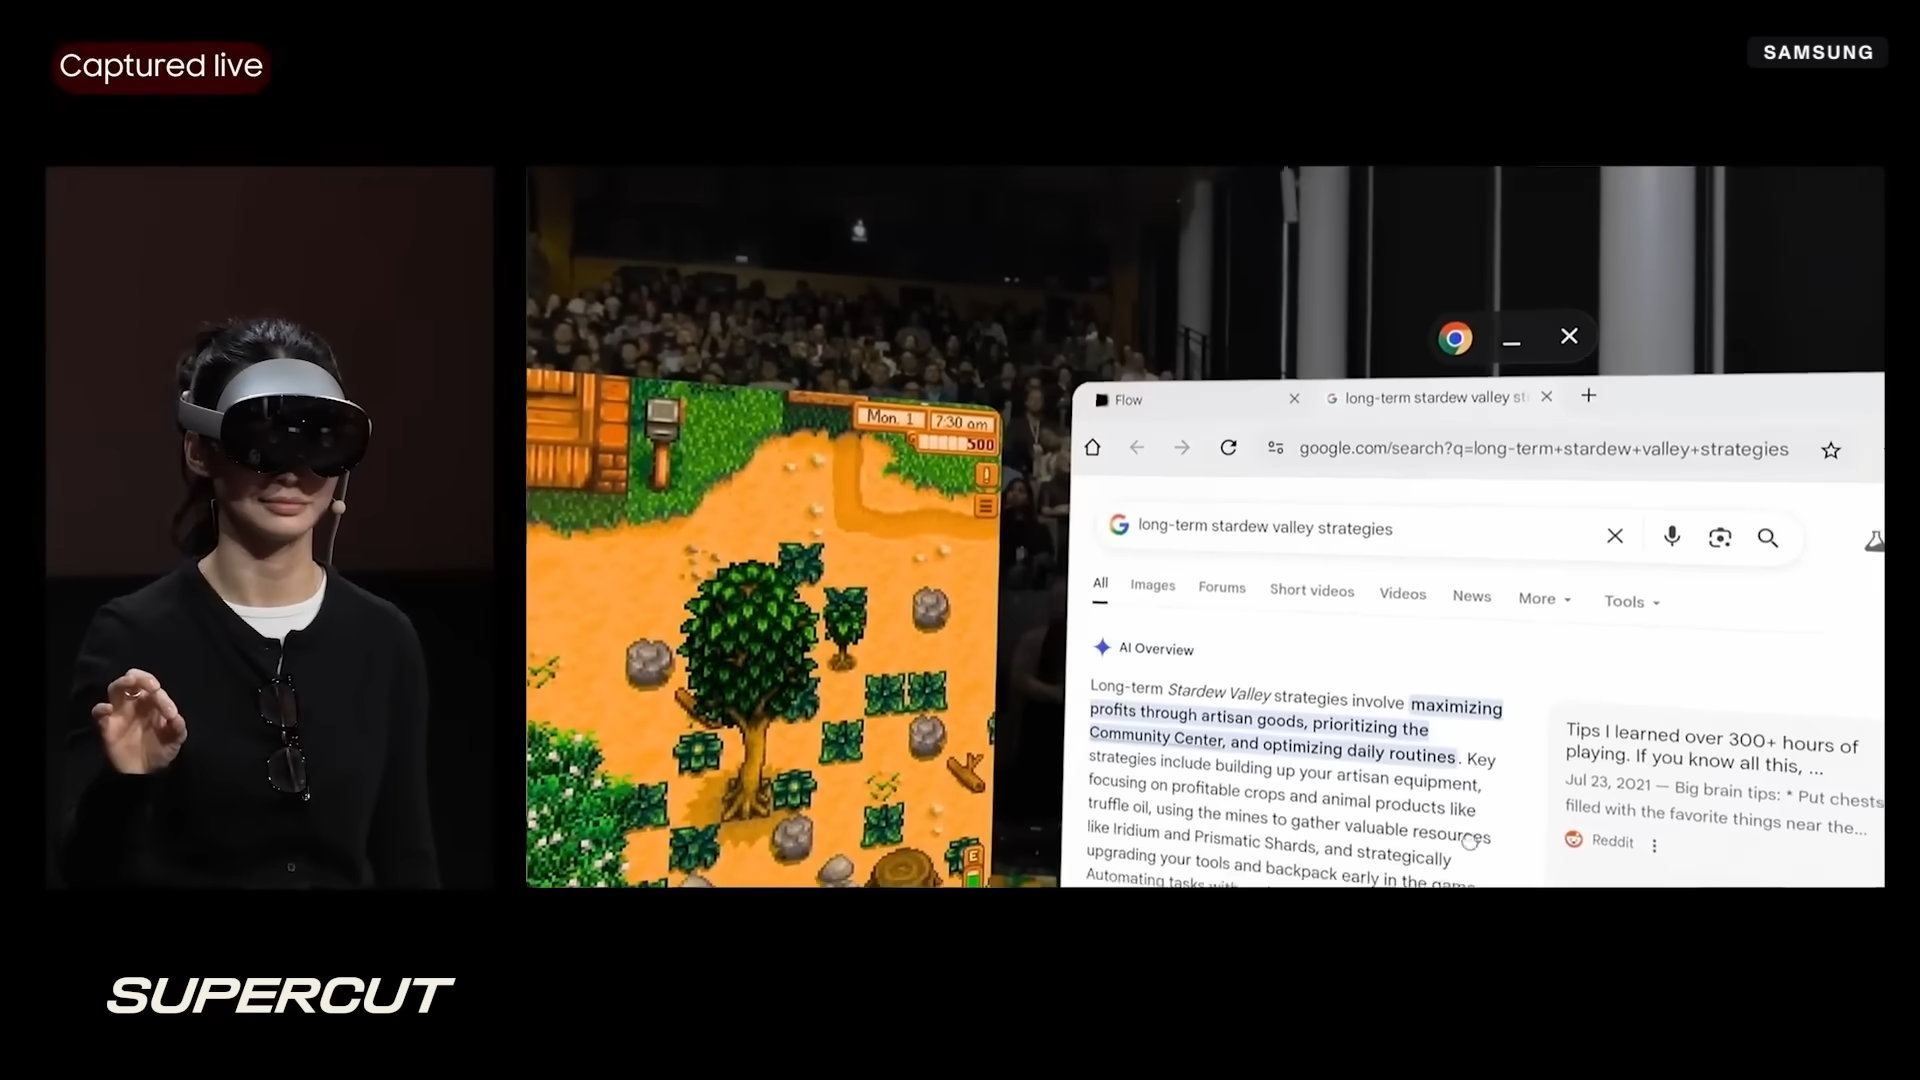 Captured live
SAMSUNG
Mon. 1
7:30 am
500
Flow
long-term stardew valley st
google.com/search?q=long-term+stardew+valley+strategies
long-term stardew valley strategies
All Images Forums Short videos Videos News More Tools
AI Overview
Long-term Stardew Valley strategies involve maximizing
profits through artisan goods, prioritizing the
Community Center, and optimizing daily routines. Key
strategies include building up your artisan equipment,
focusing on profitable crops and animal products like
truffle oil, using the mines to gather valuable resources
like Iridium and Prismatic Shards, and strategically
upgrading your tools and backpack early in the game.
Automating tasks with
Tips I learned over 300+ hours of
playing. If you know all this, ...
Jul 23, 2021 — Big brain tips: * Put chests
filled with the favorite things near the...
Reddit
E
SUPERCUT